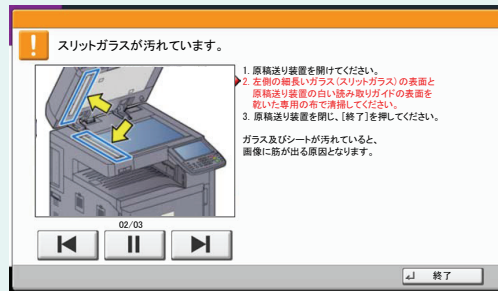 スリットガラスが汚れています。
1. 原稿送り装置を開けてください。
2. 左側の細長いガラス(スリットガラス)の表面と
原稿送り装置の白い読み取りガイドの表面を
乾いた専用の布で清掃してください。
3. 原稿送り装置を閉じ、[終了]を押してください。
ガラス及びシートが汚れていると、
画像に筋が出る原因となります。
02/03
終了